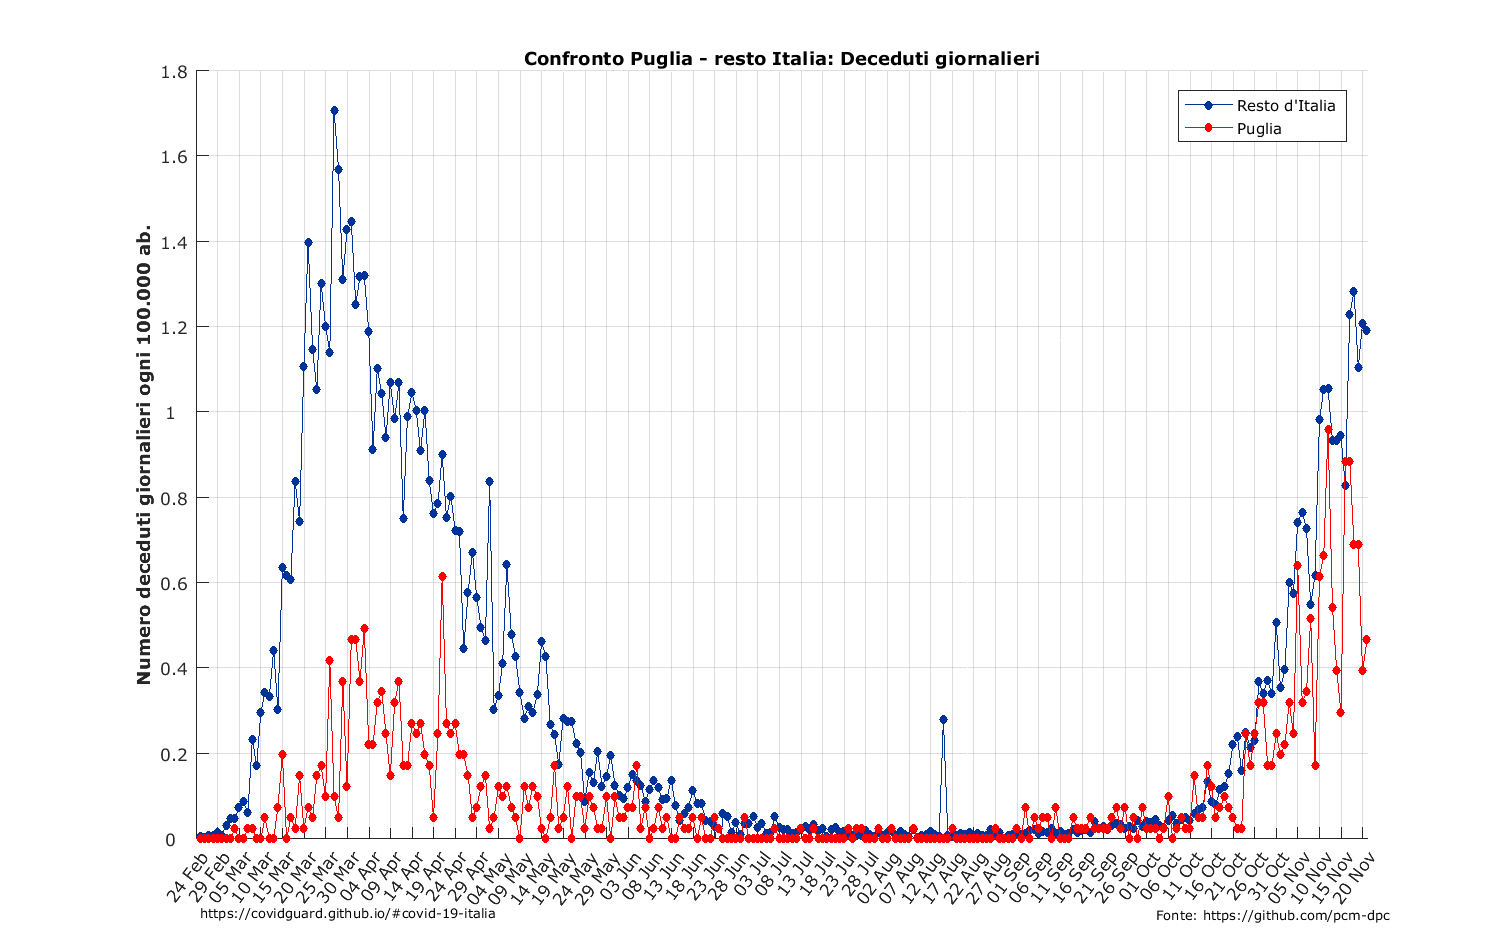 Confronto Puglia - resto Italia: Deceduti giornalieri
Numero deceduti giornalieri ogni 100.000 ab.
1.8
1.6
1.4
1.2
1
0.8
0.6
0.4
0.2
0
Resto d'Italia
Puglia
24 Feb
29 Feb
05 Mar
10 Mar
15 Mar
20 Mar
25 Mar
30 Mar
04 Apr
09 Apr
14 Apr
19 Apr
24 Apr
29 Apr
04 May
09 May
14 May
19 May
24 May
29 May
03 Jun
08 Jun
13 Jun
18 Jun
23 Jun
28 Jun
03 Jul
08 Jul
13 Jul
18 Jul
23 Jul
28 Jul
02 Aug
07 Aug
12 Aug
17 Aug
22 Aug
27 Aug
01 Sep
06 Sep
11 Sep
16 Sep
21 Sep
26 Sep
01 Oct
06 Oct
11 Oct
16 Oct
21 Oct
26 Oct
31 Oct
05 Nov
10 Nov
15 Nov
20 Nov
https://covidguard.github.io/#covid-19-italia
Fonte: https://github.com/pcm-dpc